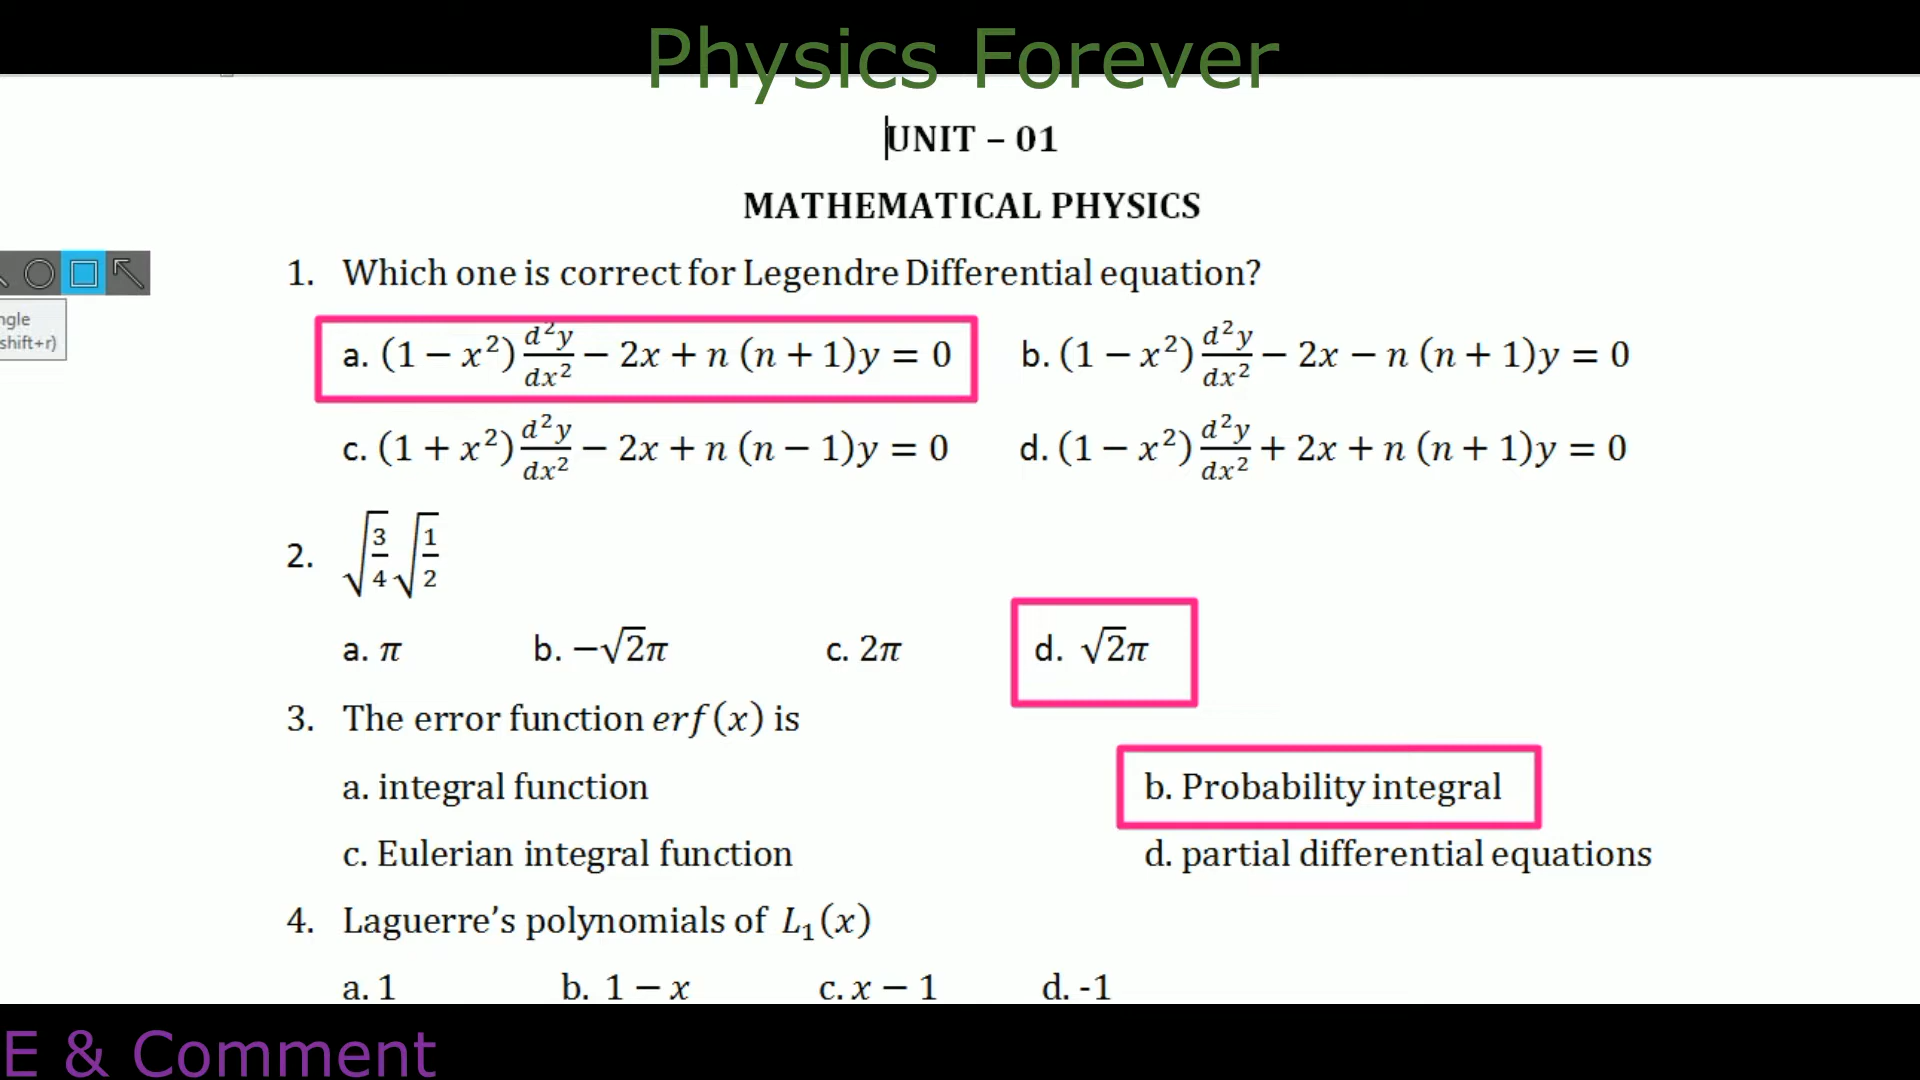 Physics Forever
UNIT – 01
MATHEMATICAL PHYSICS
1. Which one is correct for Legendre Differential equation?
a. (1 − x²) d²y/dx² − 2x + n (n + 1)y = 0 b. (1 − x²) d²y/dx² − 2x − n (n + 1)y = 0
c. (1 + x²) d²y/dx² − 2x + n (n − 1)y = 0 d. (1 − x²) d²y/dx² + 2x + n (n + 1)y = 0
ngle
shift+r)
2. √(3/4) √(1/2)
a. π b. −√2π c. 2π d. √2π
3. The error function erf(x) is
a. integral function b. Probability integral
c. Eulerian integral function d. partial differential equations
4. Laguerre’s polynomials of L₁(x)
a. 1 b. 1 − x c. x − 1 d. -1
E & Comment